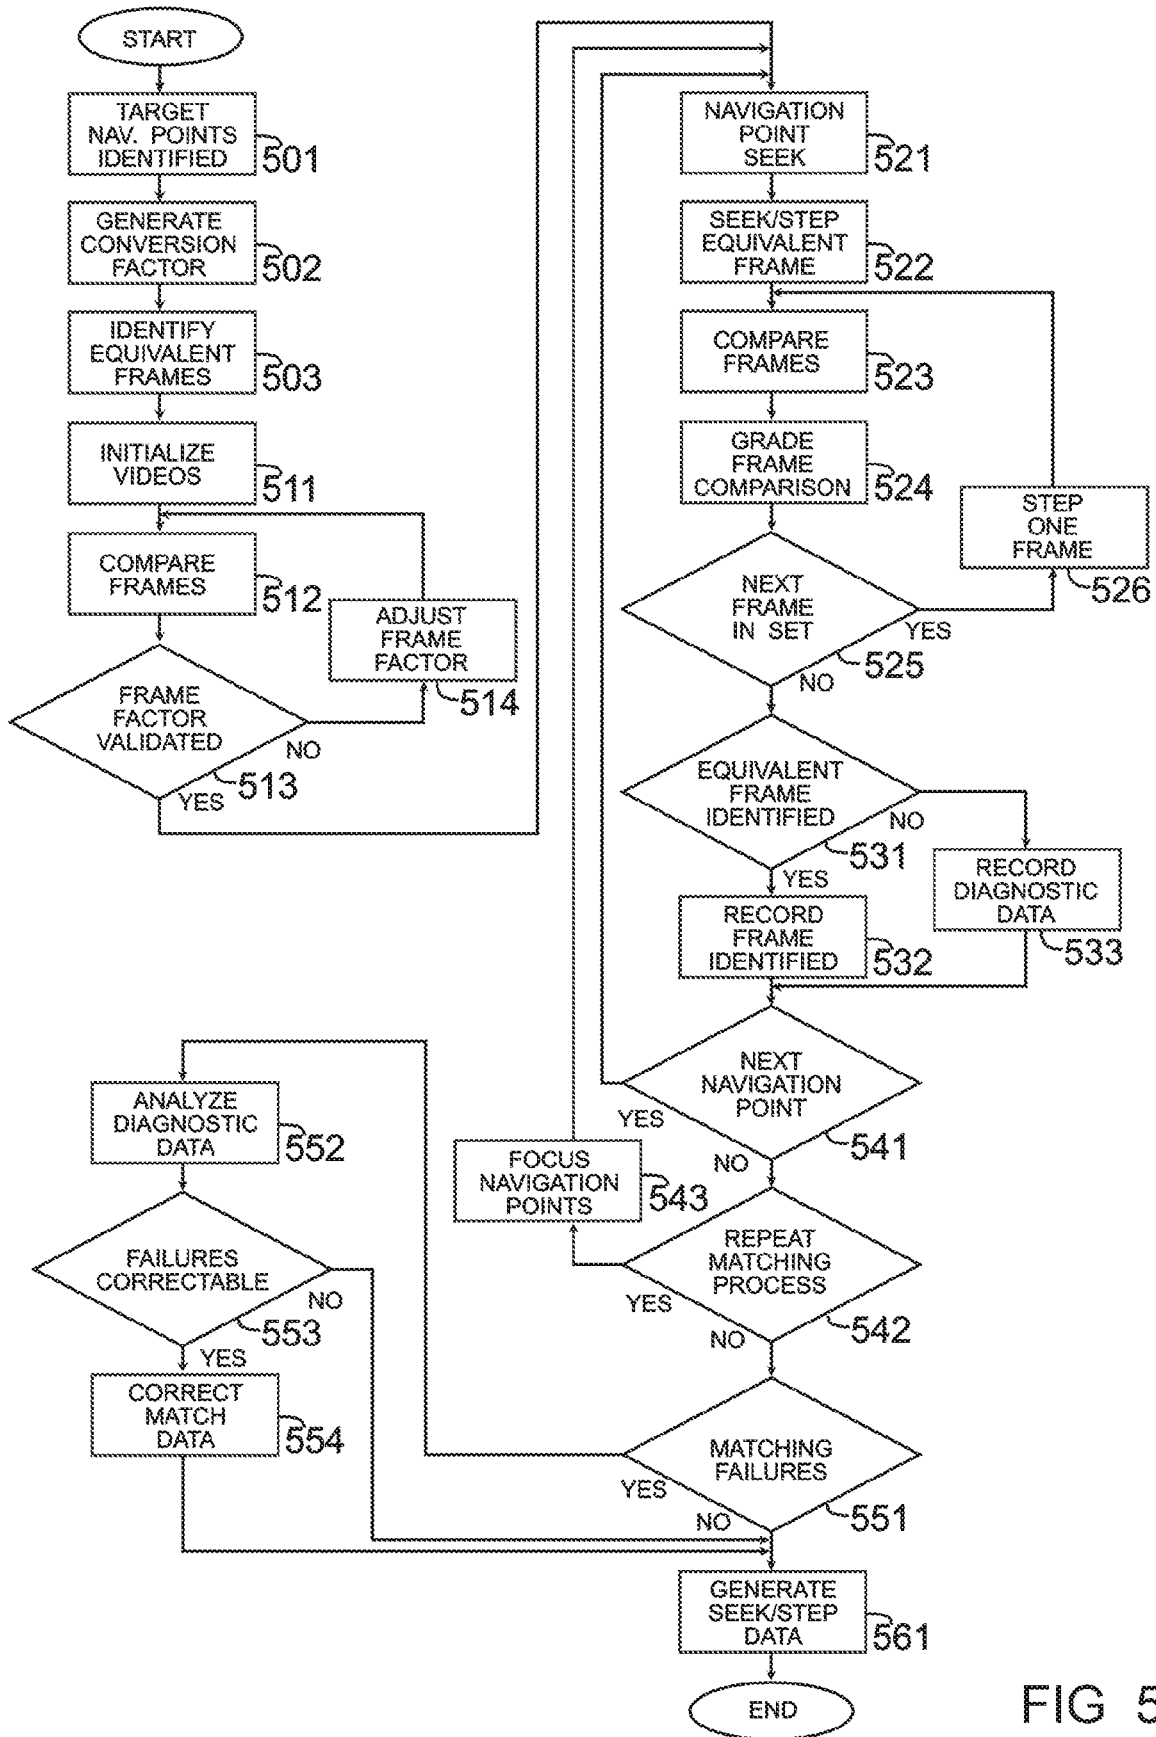 START
TARGET
NAV. POINTS
IDENTIFIED
501
GENERATE
CONVERSION
FACTOR
502
IDENTIFY
EQUIVALENT
FRAMES
503
INITIALIZE
VIDEOS
511
COMPARE
FRAMES
512
ADJUST
FRAME
FACTOR
514
FRAME
FACTOR
VALIDATED
NO
513
YES
NAVIGATION
POINT
SEEK
521
SEEK/STEP
EQUIVALENT
FRAME
522
COMPARE
FRAMES
523
GRADE
FRAME
COMPARISON
524
STEP
ONE
FRAME
526
NEXT
FRAME
IN SET
YES
525
NO
EQUIVALENT
FRAME
IDENTIFIED
NO
531
YES
RECORD
DIAGNOSTIC
DATA
533
RECORD
FRAME
IDENTIFIED
532
NEXT
NAVIGATION
POINT
YES
541
NO
FOCUS
NAVIGATION
POINTS
543
REPEAT
MATCHING
PROCESS
YES
542
NO
ANALYZE
DIAGNOSTIC
DATA
552
FAILURES
CORRECTABLE
NO
553
YES
CORRECT
MATCH
DATA
554
MATCHING
FAILURES
YES
551
NO
GENERATE
SEEK/STEP
DATA
561
END
FIG 5